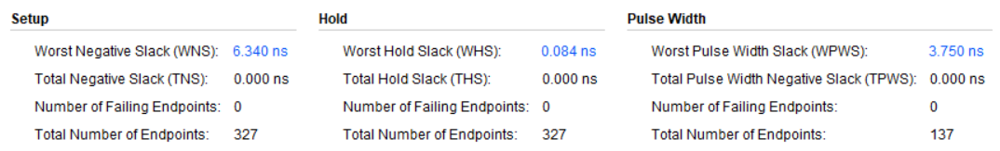 Setup Hold Pulse Width
Worst Negative Slack (WNS): 6.340 ns Worst Hold Slack (WHS): 0.084 ns Worst Pulse Width Slack (WPWS): 3.750 ns
Total Negative Slack (TNS): 0.000 ns Total Hold Slack (THS): 0.000 ns Total Pulse Width Negative Slack (TPWS): 0.000 ns
Number of Failing Endpoints: 0 Number of Failing Endpoints: 0 Number of Failing Endpoints: 0
Total Number of Endpoints: 327 Total Number of Endpoints: 327 Total Number of Endpoints: 137